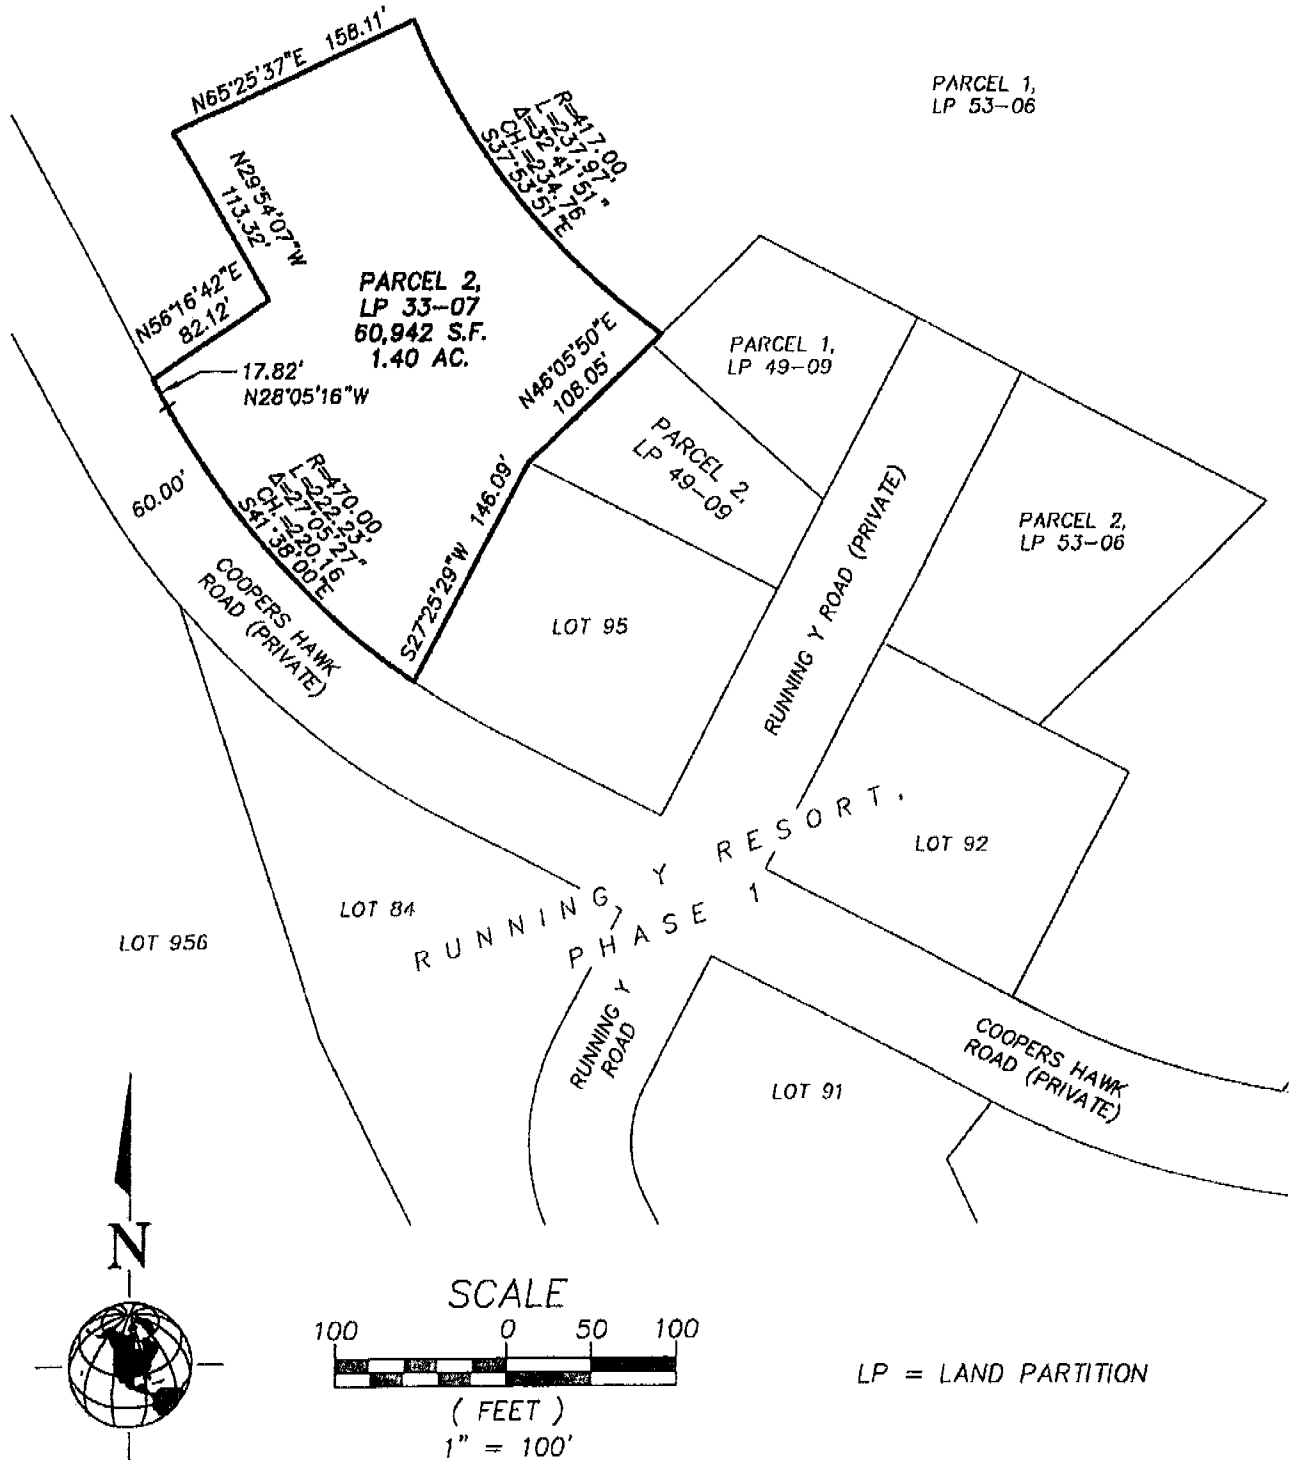 N65°25'37"E 158.11'
PARCEL 1,
LP 53-06
R=417.00
L=237.97'
Δ=32°41'51"
CH.=234.76
S37°53'51"E
N29°54'07"W
113.32'
N56°16'42"E
82.12'
PARCEL 2,
LP 33-07
60,942 S.F.
1.40 AC.
17.82'
N28°05'16"W
N46°05'50"E
108.05'
PARCEL 1,
LP 49-09
PARCEL 2,
LP 49-09
60.00'
R=470.00
L=222.23'
Δ=27°05'27"
CH.=220.16
S41°38'00"E
S27°25'29"W 146.09'
COOPERS HAWK
ROAD (PRIVATE)
LOT 95
RUNNING Y ROAD (PRIVATE)
PARCEL 2,
LP 53-06
LOT 92
RUNNING Y RESORT,
PHASE 1
LOT 84
LOT 956
RUNNING Y
ROAD
LOT 91
COOPERS HAWK
ROAD (PRIVATE)
N
SCALE
100 0 50 100
( FEET )
1" = 100'
LP = LAND PARTITION